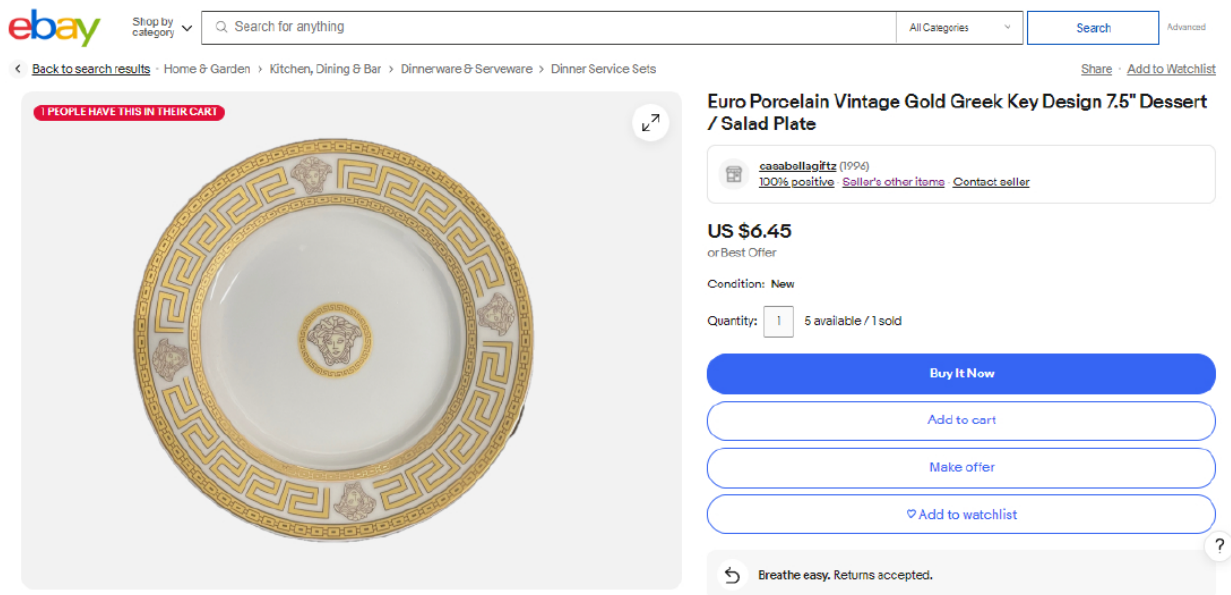 ebay
Shop by
category
Search for anything
All Categories
Search
Advanced
Back to search results · Home & Garden > Kitchen, Dining & Bar > Dinnerware & Serveware > Dinner Service Sets
Share · Add to Watchlist
1 PEOPLE HAVE THIS IN THEIR CART
Euro Porcelain Vintage Gold Greek Key Design 7.5" Dessert
/ Salad Plate
casabellagiftz (1996)
100% positive · Seller's other items · Contact seller
US $6.45
or Best Offer
Condition: New
Quantity: 1 5 available / 1 sold
Buy It Now
Add to cart
Make offer
Add to watchlist
?
Breathe easy. Returns accepted.